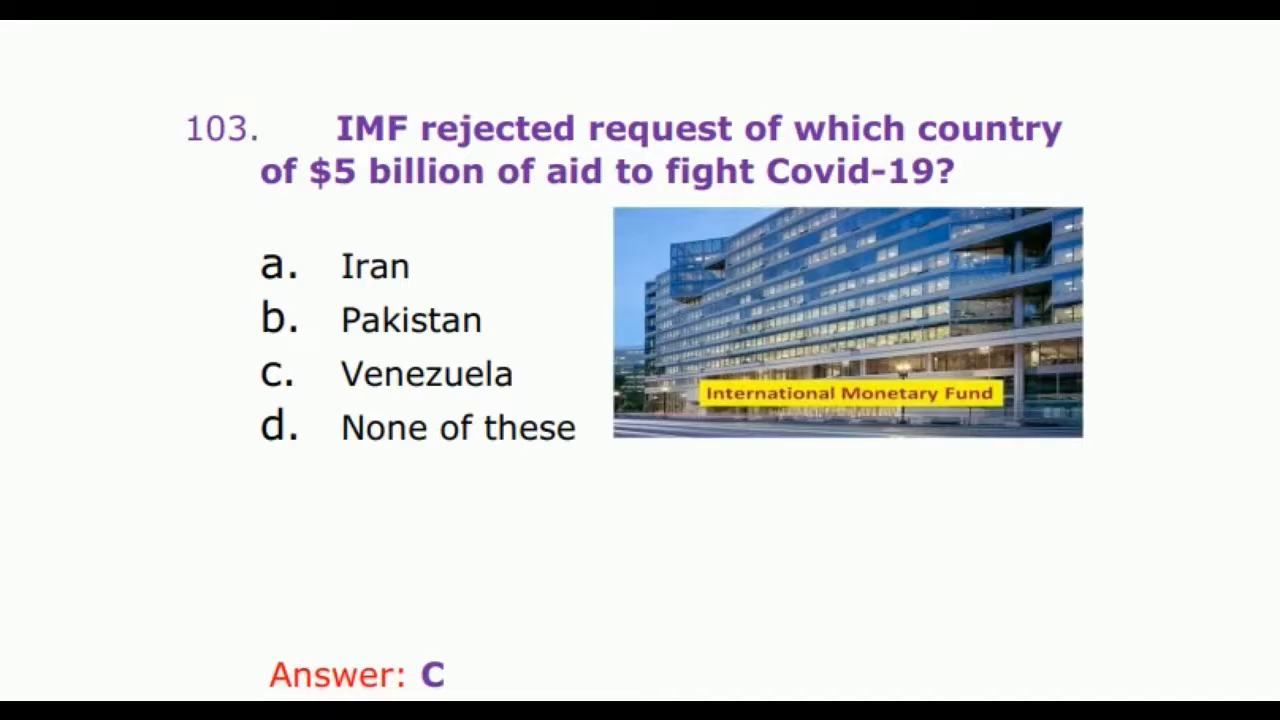 103. IMF rejected request of which country
of $5 billion of aid to fight Covid-19?
a. Iran
b. Pakistan
c. Venezuela
d. None of these
International Monetary Fund
Answer: C